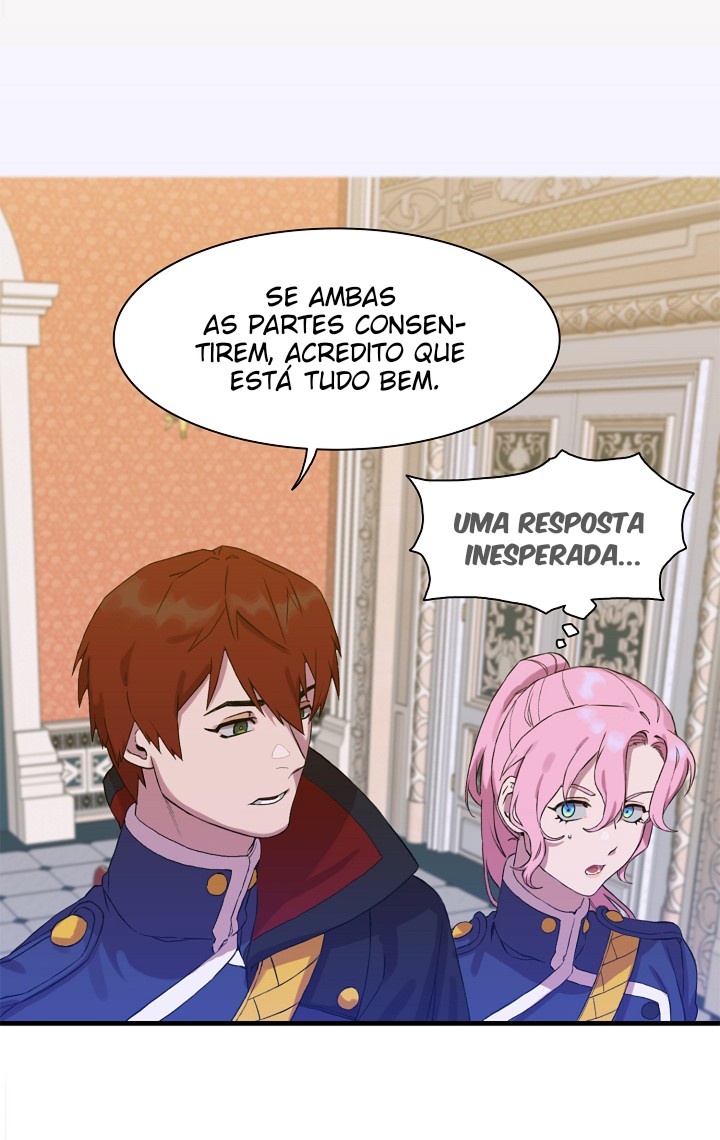 SE AMBAS
AS PARTES CONSEN-
TIREM, ACREDITO QUE
ESTÁ TUDO BEM.
UMA RESPOSTA
INESPERADA...